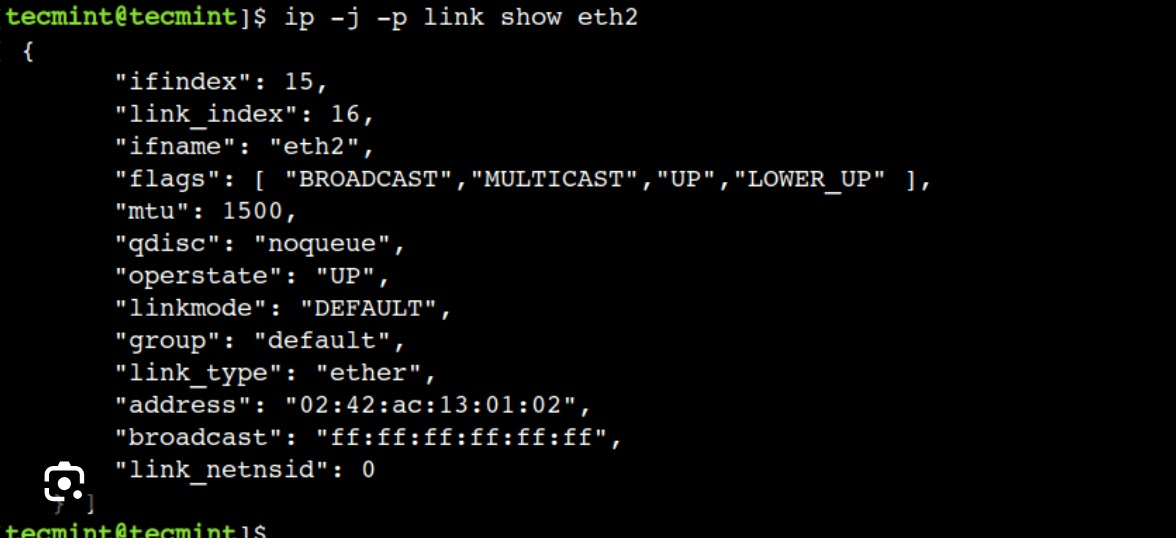 tecmint@tecmint]$ ip -j -p link show eth2
{
"ifindex": 15,
"link_index": 16,
"ifname": "eth2",
"flags": [ "BROADCAST","MULTICAST","UP","LOWER_UP" ],
"mtu": 1500,
"qdisc": "noqueue",
"operstate": "UP",
"linkmode": "DEFAULT",
"group": "default",
"link_type": "ether",
"address": "02:42:ac:13:01:02",
"broadcast": "ff:ff:ff:ff:ff:ff",
"link_netnsid": 0
} ]
tecmint@tecmint]$